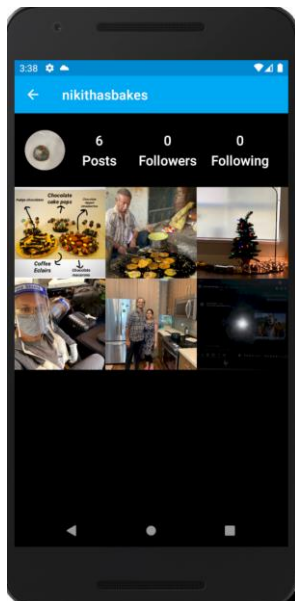 3:38
nikithasbakes
6 0 0
Posts Followers Following
Chocolate
cake pops
Coffee
Eclairs